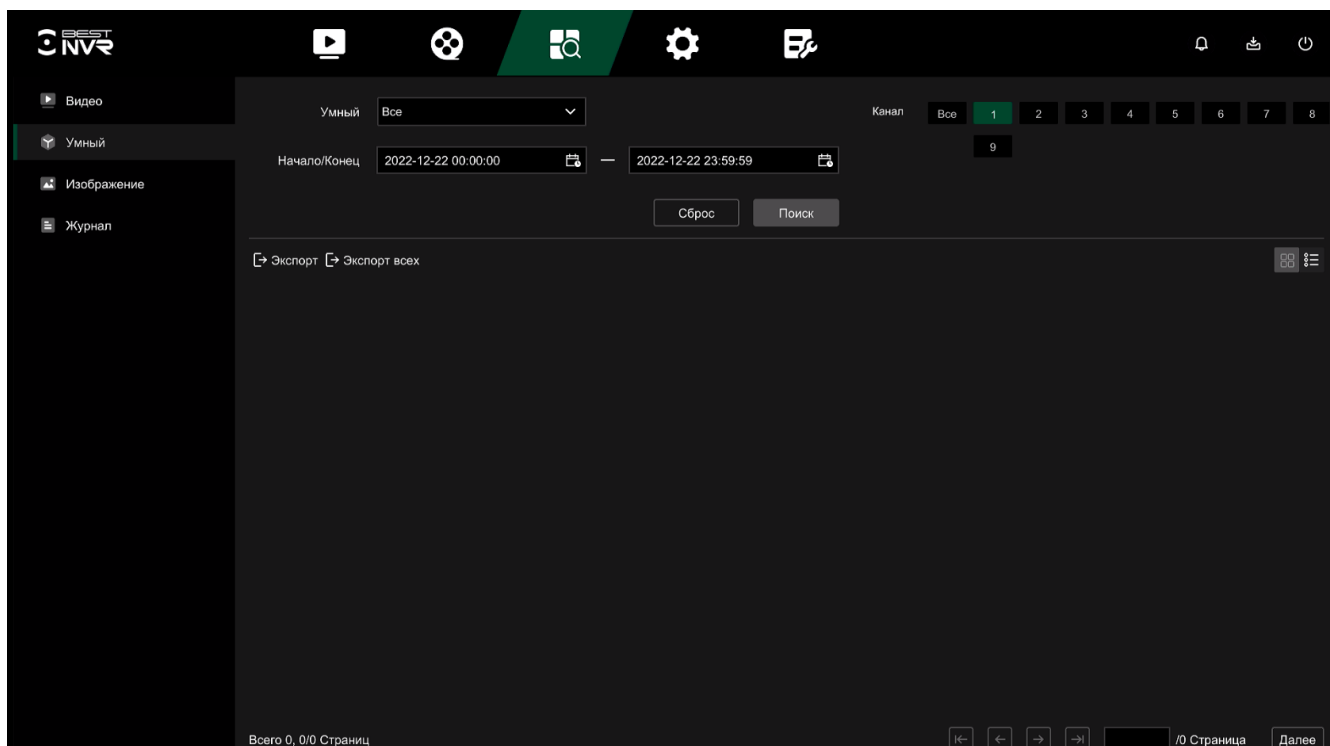 BEST
NVR
Видео
Умный
Изображение
Журнал
Умный Все
Канал Все 1 2 3 4 5 6 7 8
9
Начало/Конец 2022-12-22 00:00:00 — 2022-12-22 23:59:59
Сброс Поиск
Экспорт Экспорт всех
Всего 0, 0/0 Страниц
/0 Страница Далее